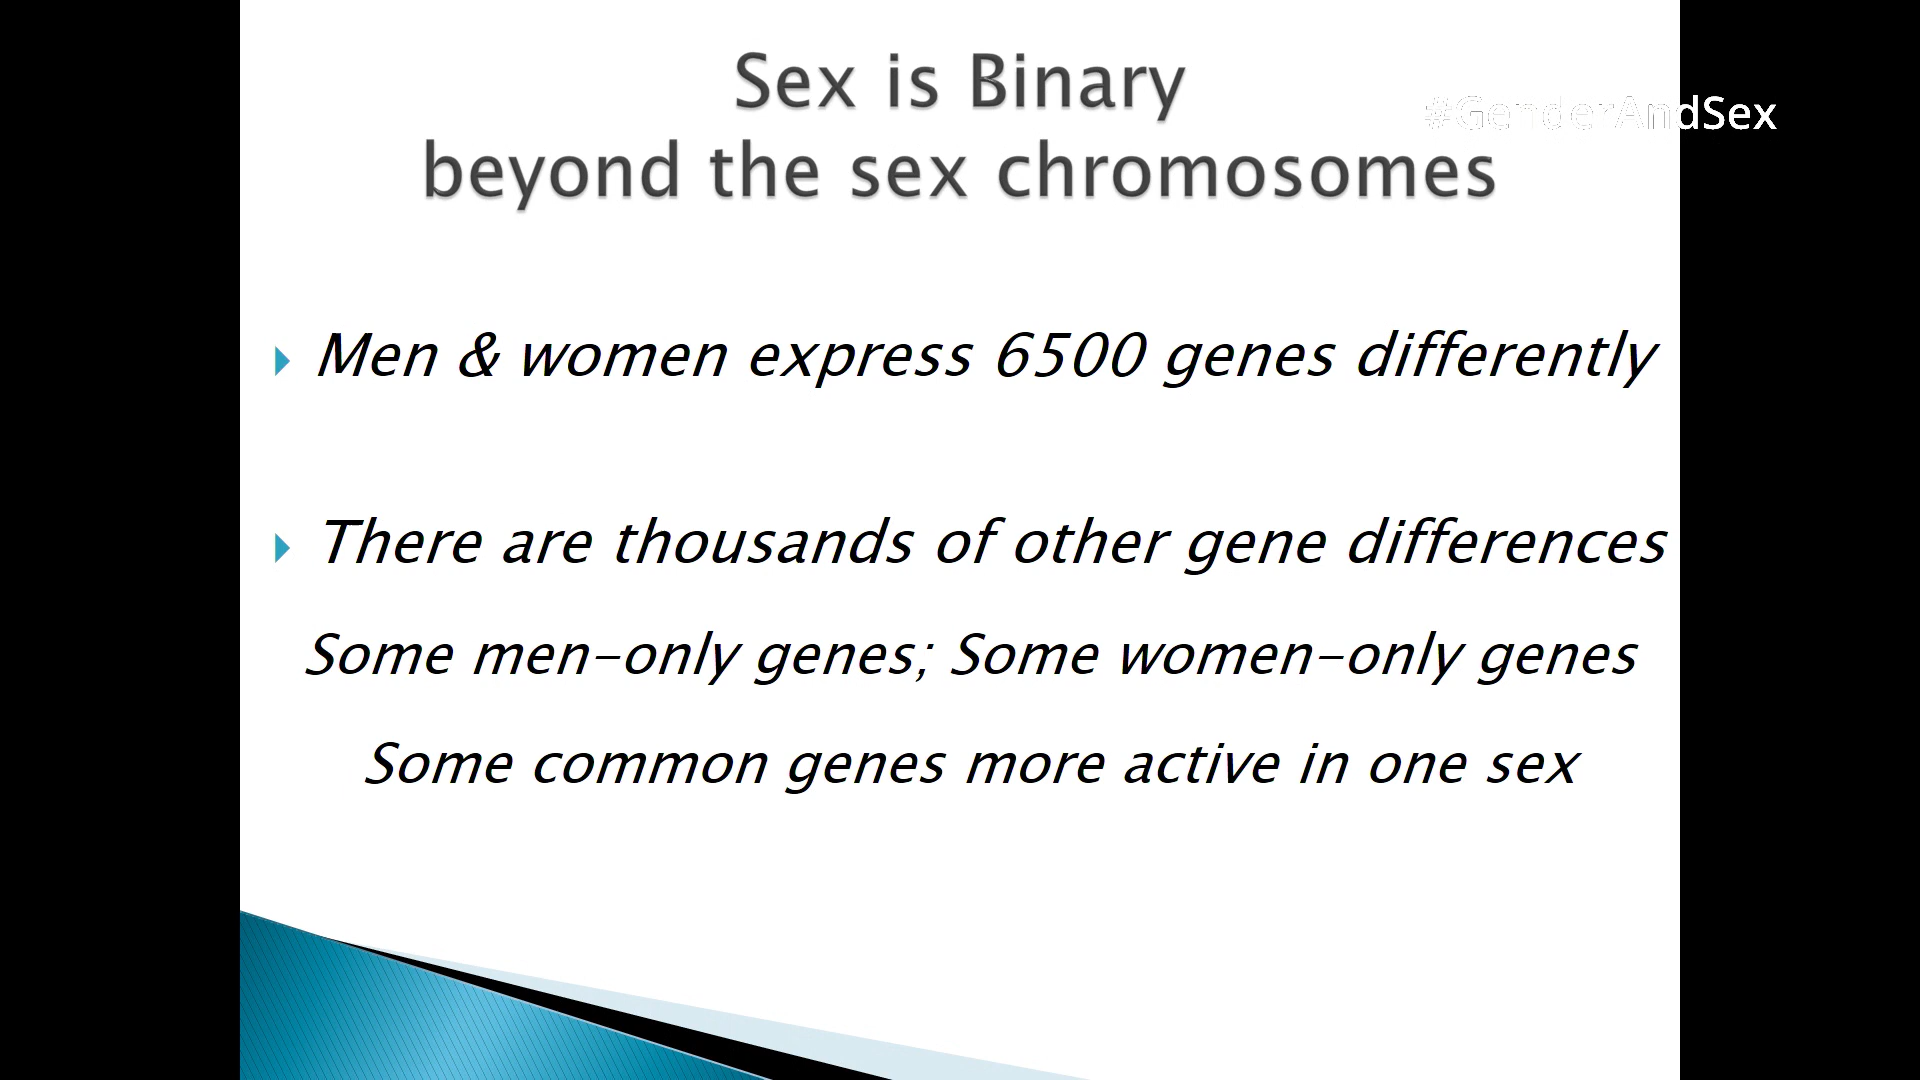 Sex is Binary
beyond the sex chromosomes
#GenderAndSex
Men & women express 6500 genes differently
There are thousands of other gene differences
Some men-only genes; Some women-only genes
Some common genes more active in one sex